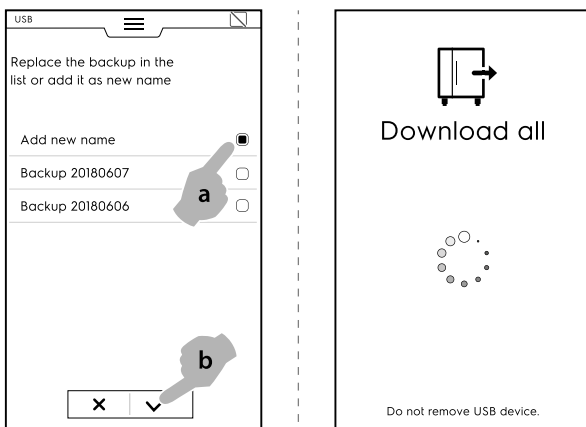 USB
Replace the backup in the
list or add it as new name
Add new name
Backup 20180607
Backup 20180606
a
b
Download all
Do not remove USB device.